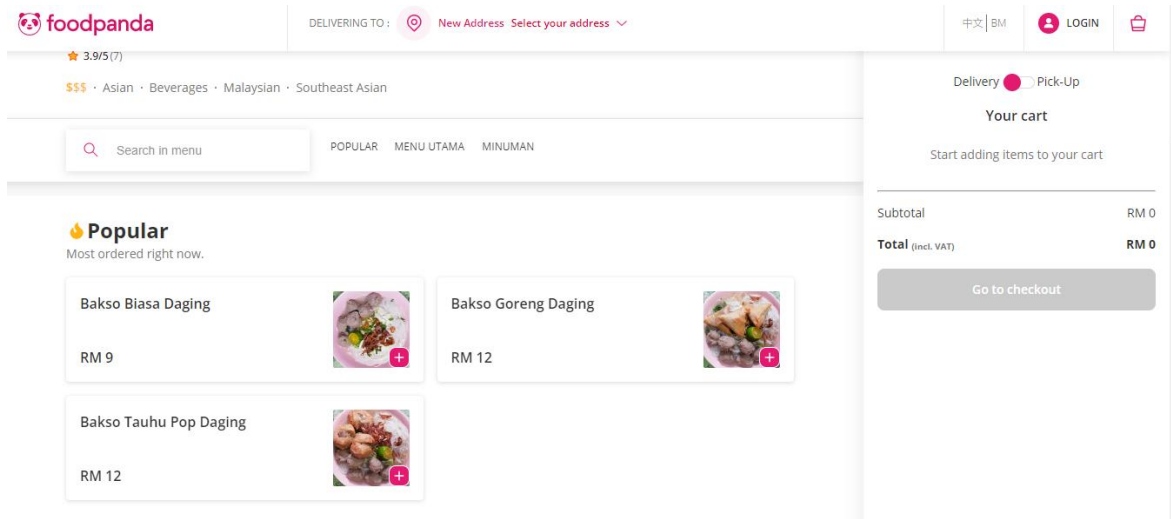 foodpanda
DELIVERING TO : New Address Select your address
中文 | BM
LOGIN
3.9/5(7)
$$$ · Asian · Beverages · Malaysian · Southeast Asian
Search in menu
POPULAR MENU UTAMA MINUMAN
Popular
Most ordered right now.
Bakso Biasa Daging
RM 9
Bakso Goreng Daging
RM 12
Bakso Tauhu Pop Daging
RM 12
Delivery Pick-Up
Your cart
Start adding items to your cart
Subtotal RM 0
Total (incl. VAT) RM 0
Go to checkout